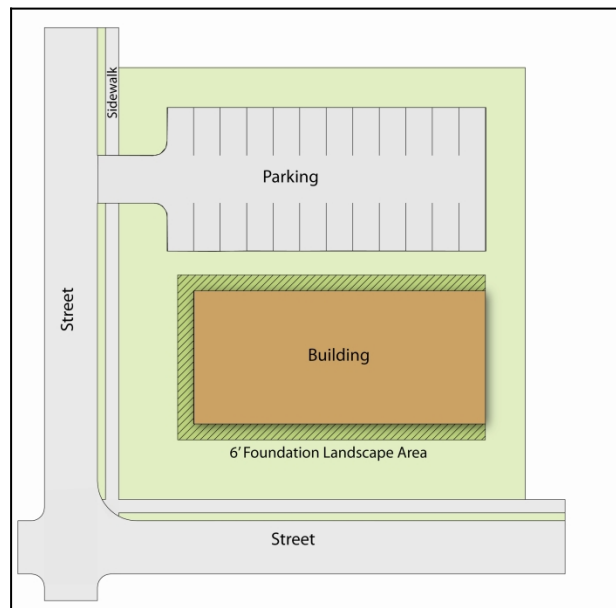 Sidewalk
Parking
Street
Building
6' Foundation Landscape Area
Street